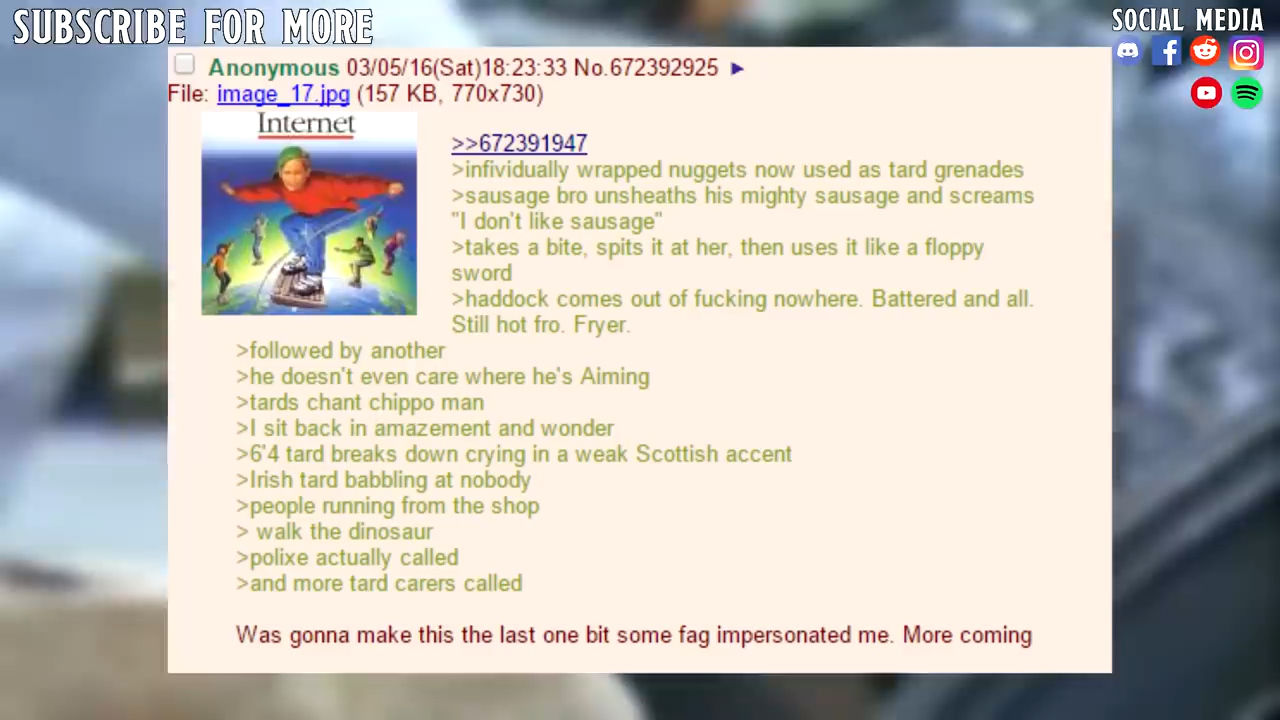 SUBSCRIBE FOR MORE
SOCIAL MEDIA
Anonymous 03/05/16(Sat)18:23:33 No.672392925 ►
File: image_17.jpg (157 KB, 770x730)
Internet
>>672391947
>infividually wrapped nuggets now used as tard grenades
>sausage bro unsheaths his mighty sausage and screams
"I don't like sausage"
>takes a bite, spits it at her, then uses it like a floppy
sword
>haddock comes out of fucking nowhere. Battered and all.
Still hot fro. Fryer.
>followed by another
>he doesn't even care where he's Aiming
>tards chant chippo man
>I sit back in amazement and wonder
>6'4 tard breaks down crying in a weak Scottish accent
>Irish tard babbling at nobody
>people running from the shop
> walk the dinosaur
>polixe actually called
>and more tard carers called
Was gonna make this the last one bit some fag impersonated me. More coming